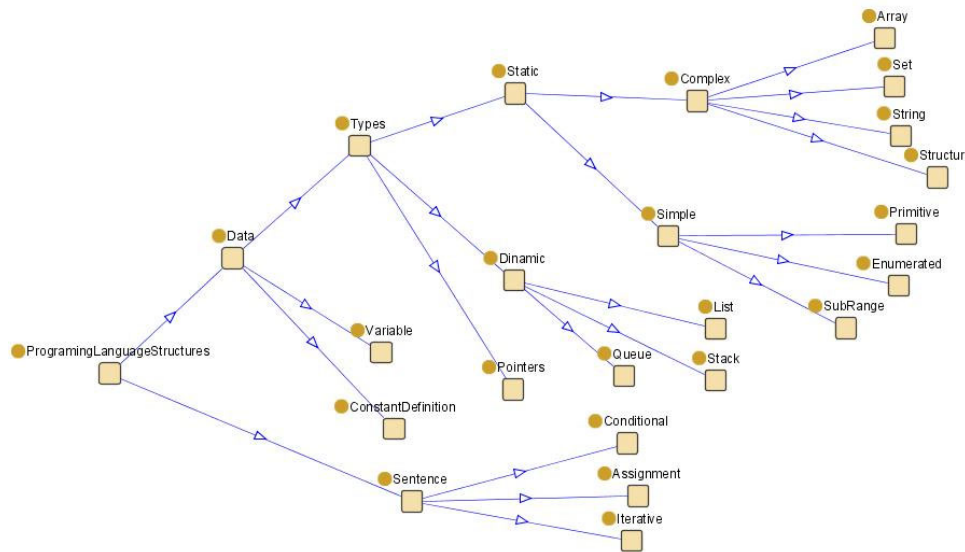 Array
Static
Complex
Set
String
Types
Structur
Simple
Primitive
Data
Dinamic
Enumerated
List
SubRange
Variable
ProgramingLanguageStructures
Queue
Stack
Pointers
ConstantDefinition
Conditional
Sentence
Assignment
Iterative